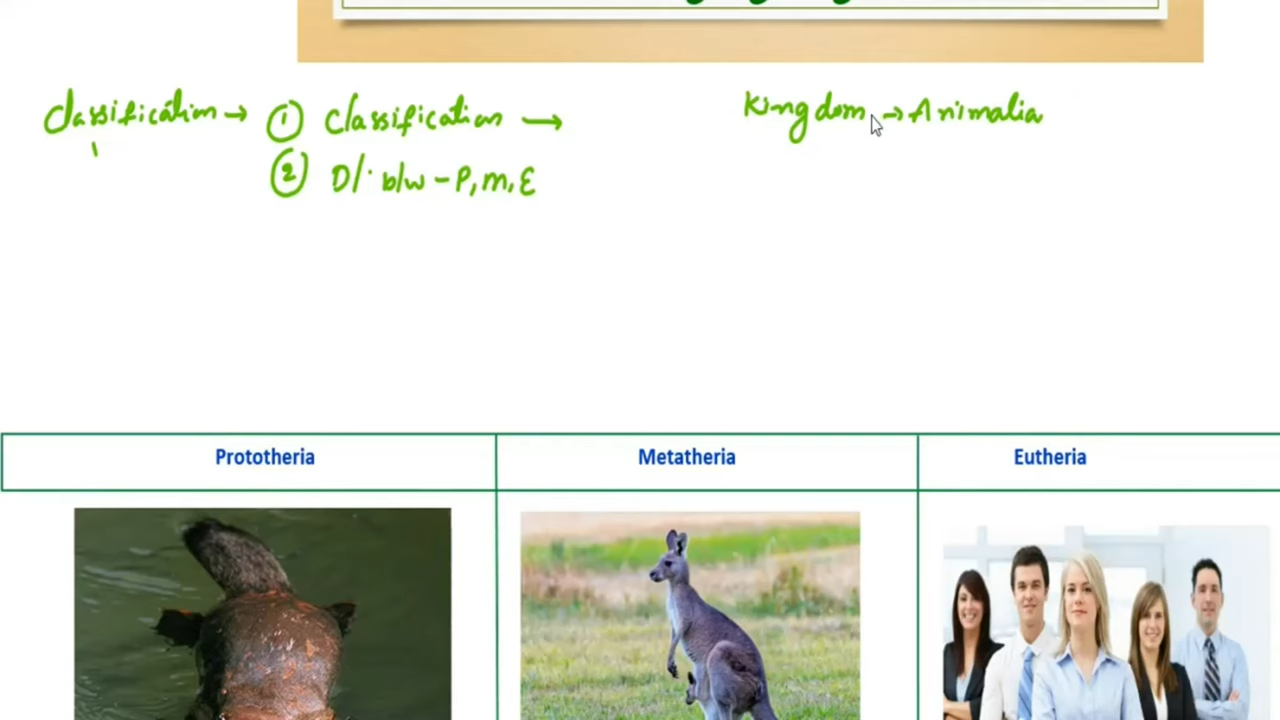 Classification → ① Classification →
Kingdom → Animalia
② D/· b/w - P, m, E
Prototheria
Metatheria
Eutheria